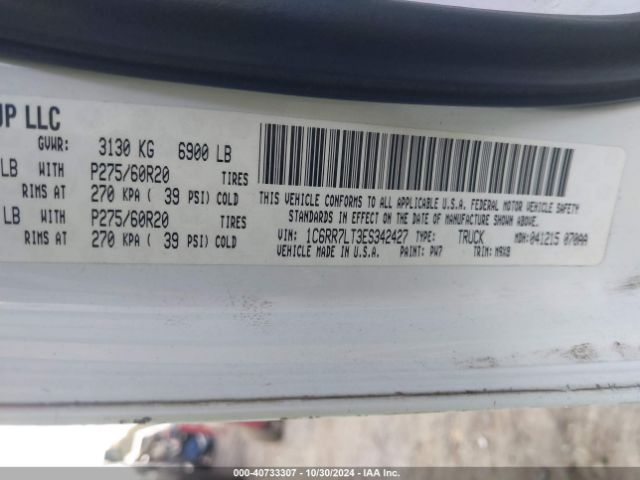 UP LLC
GVWR: 3130 KG 6900 LB
LB WITH P275/60R20 TIRES
RIMS AT 270 KPA ( 39 PSI) COLD
LB WITH P275/60R20 TIRES
RIMS AT 270 KPA ( 39 PSI) COLD
THIS VEHICLE CONFORMS TO ALL APPLICABLE U.S.A. FEDERAL MOTOR VEHICLE SAFETY
STANDARDS IN EFFECT ON THE DATE OF MANUFACTURE SHOWN ABOVE.
VIN: 1C6RR7LT3ES342427 TYPE: TRUCK MDH: 041215 070AA
VEHICLE MADE IN U.S.A. PAINT: PW7 TRIM: M9X8
000-40733307 - 10/30/2024 - IAA Inc.